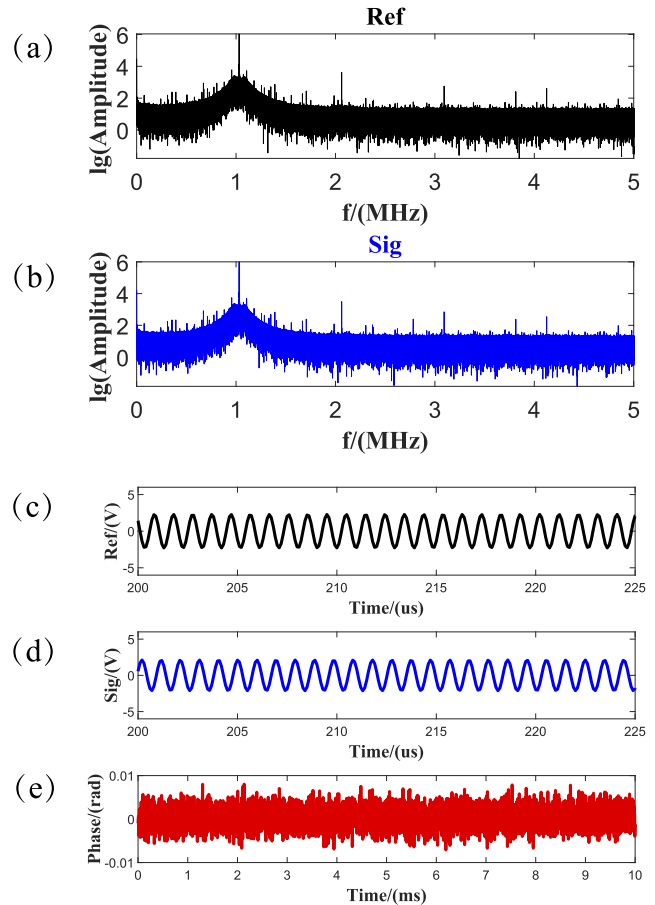 Ref
(a)
lg(Amplitude)
6
4
2
0
0 1 2 3 4 5
f/(MHz)
Sig
(b)
lg(Amplitude)
6
4
2
0
0 1 2 3 4 5
f/(MHz)
(c)
Ref/(V)
5
0
-5
200 205 210 215 220 225
Time/(us)
(d)
Sig/(V)
5
0
-5
200 205 210 215 220 225
Time/(us)
(e)
Phase/(rad)
0.01
0
-0.01
0 1 2 3 4 5 6 7 8 9 10
Time/(ms)